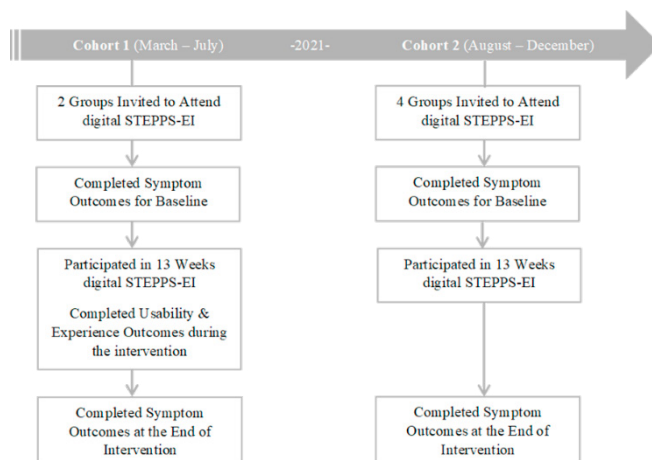 Cohort 1 (March – July) -2021- Cohort 2 (August – December)
2 Groups Invited to Attend
digital STEPPS-EI
Completed Symptom
Outcomes for Baseline
Participated in 13 Weeks
digital STEPPS-EI
Completed Usability &
Experience Outcomes during
the intervention
Completed Symptom
Outcomes at the End of
Intervention
4 Groups Invited to Attend
digital STEPPS-EI
Completed Symptom
Outcomes for Baseline
Participated in 13 Weeks
digital STEPPS-EI
Completed Symptom
Outcomes at the End of
Intervention